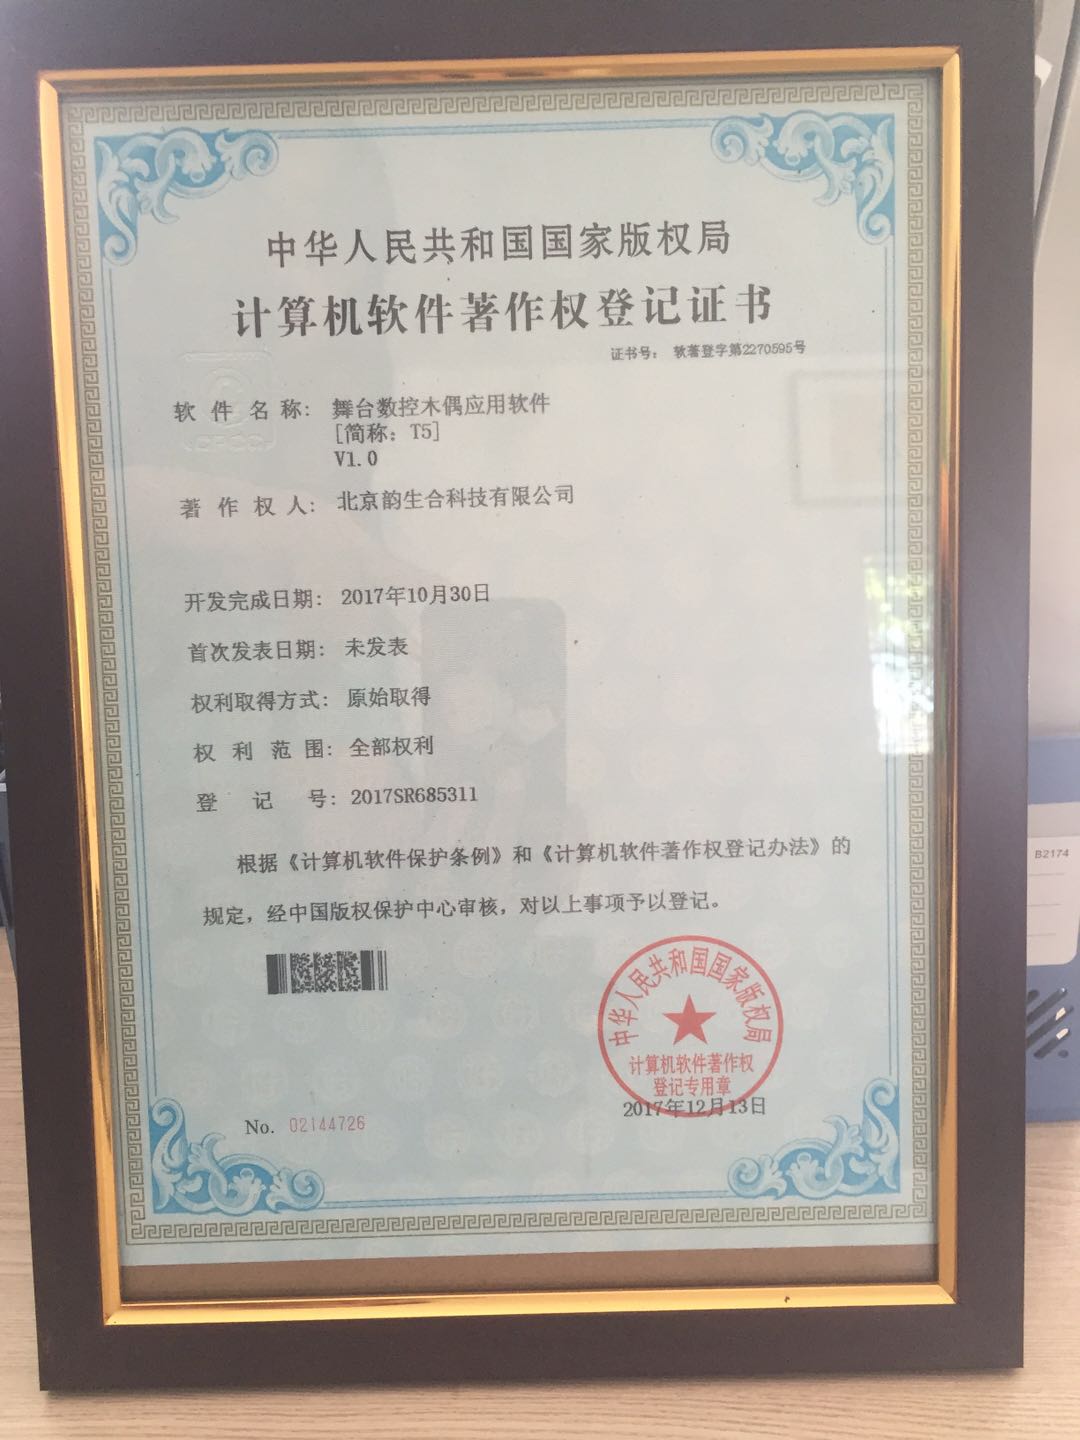 中华人民共和国国家版权局
计算机软件著作权登记证书
证书号： 软著登字第2270595号
软件名称： 舞台数控木偶应用软件
[简称：T5]
V1.0
著作权人： 北京韵生合科技有限公司
开发完成日期： 2017年10月30日
首次发表日期： 未发表
权利取得方式： 原始取得
权利范围： 全部权利
登记号： 2017SR685311
根据《计算机软件保护条例》和《计算机软件著作权登记办法》的
规定，经中国版权保护中心审核，对以上事项予以登记。
中华人民共和国国家版权局
计算机软件著作权
登记专用章
2017年12月13日
No. 02144726
B2174
CPCC